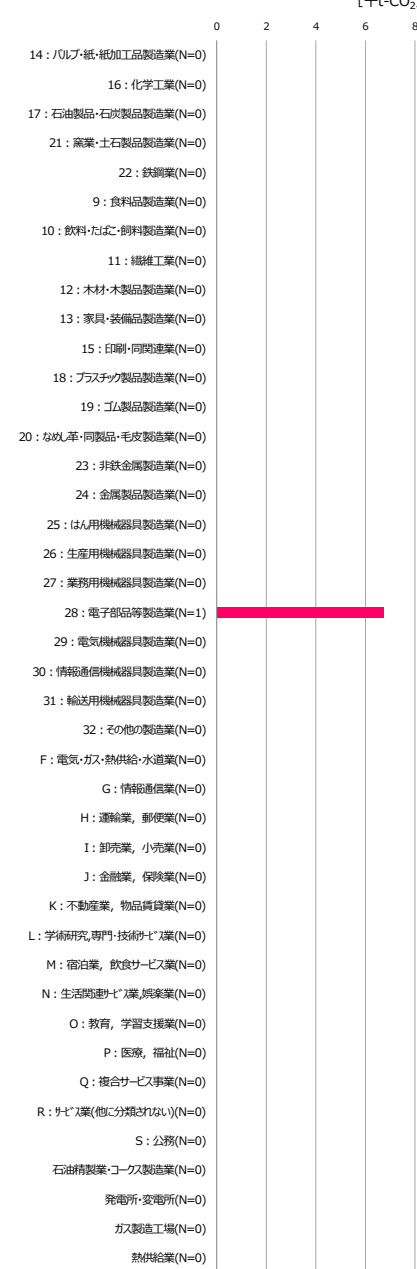 [千t-CO₂
0 2 4 6 8
14：パルプ・紙・紙加工品製造業(N=0)
16：化学工業(N=0)
17：石油製品・石炭製品製造業(N=0)
21：窯業・土石製品製造業(N=0)
22：鉄鋼業(N=0)
9：食料品製造業(N=0)
10：飲料・たばこ・飼料製造業(N=0)
11：繊維工業(N=0)
12：木材・木製品製造業(N=0)
13：家具・装備品製造業(N=0)
15：印刷・同関連業(N=0)
18：プラスチック製品製造業(N=0)
19：ゴム製品製造業(N=0)
20：なめし革・同製品・毛皮製造業(N=0)
23：非鉄金属製造業(N=0)
24：金属製品製造業(N=0)
25：はん用機械器具製造業(N=0)
26：生産用機械器具製造業(N=0)
27：業務用機械器具製造業(N=0)
28：電子部品等製造業(N=1)
29：電気機械器具製造業(N=0)
30：情報通信機械器具製造業(N=0)
31：輸送用機械器具製造業(N=0)
32：その他の製造業(N=0)
F：電気・ガス・熱供給・水道業(N=0)
G：情報通信業(N=0)
H：運輸業，郵便業(N=0)
I：卸売業，小売業(N=0)
J：金融業，保険業(N=0)
K：不動産業，物品賃貸業(N=0)
L：学術研究,専門・技術ｻｰﾋﾞｽ業(N=0)
M：宿泊業，飲食サービス業(N=0)
N：生活関連ｻｰﾋﾞｽ業,娯楽業(N=0)
O：教育，学習支援業(N=0)
P：医療，福祉(N=0)
Q：複合サービス事業(N=0)
R：ｻｰﾋﾞｽ業(他に分類されない)(N=0)
S：公務(N=0)
石油精製業・コークス製造業(N=0)
発電所・変電所(N=0)
ガス製造工場(N=0)
熱供給業(N=0)